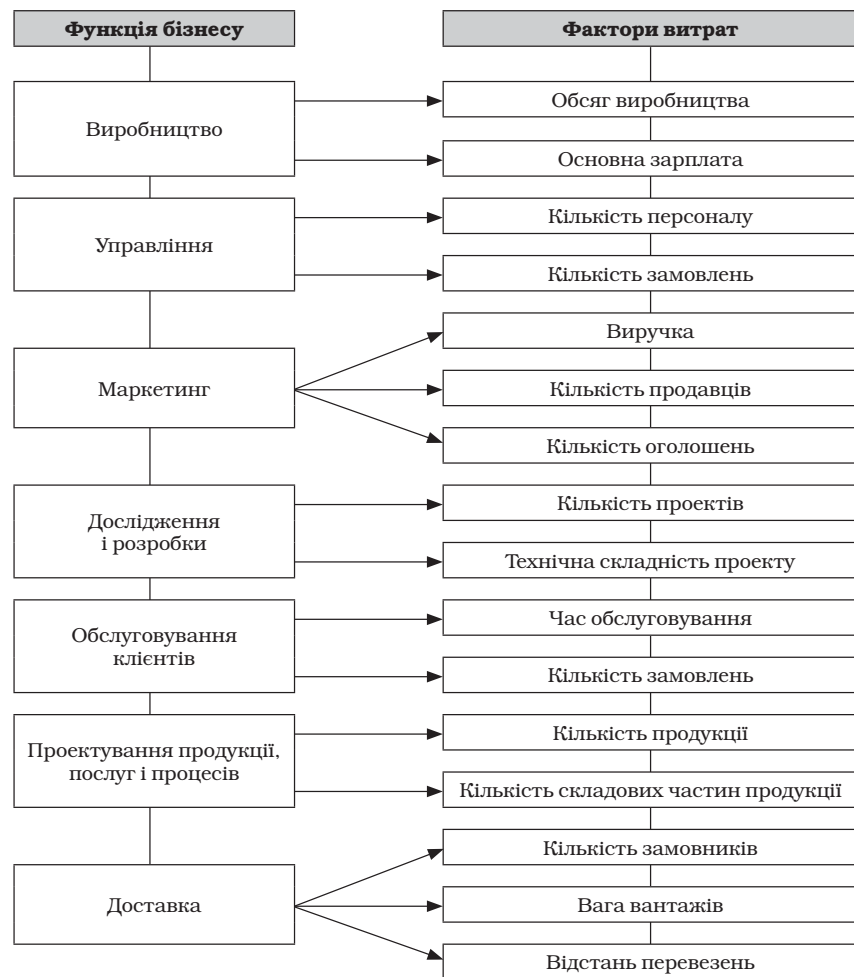 Функція бізнесу
Фактори витрат
Виробництво
Обсяг виробництва
Основна зарплата
Управління
Кількість персоналу
Кількість замовлень
Маркетинг
Виручка
Кількість продавців
Кількість оголошень
Дослідження
і розробки
Кількість проектів
Технічна складність проекту
Обслуговування
клієнтів
Час обслуговування
Кількість замовлень
Проектування продукції,
послуг і процесів
Кількість продукції
Кількість складових частин продукції
Доставка
Кількість замовників
Вага вантажів
Відстань перевезень